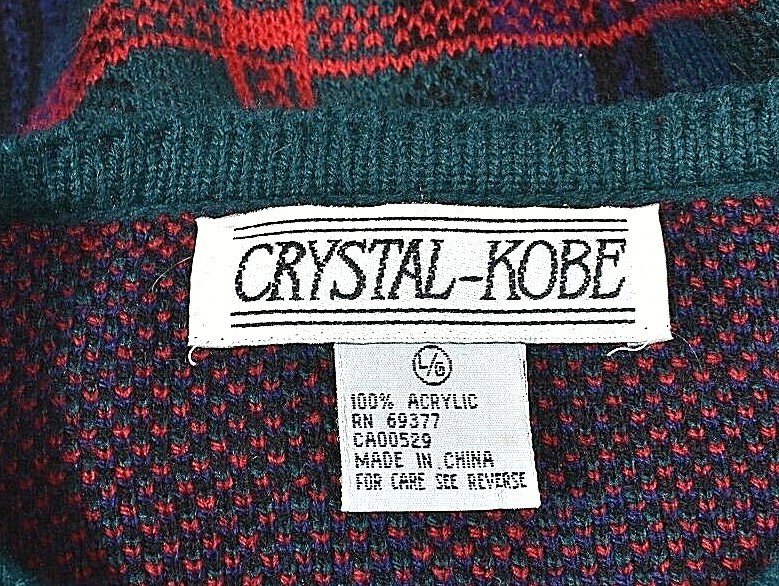 CRYSTAL-KOBE
L/G
100% ACRYLIC
RN 69377
CA00529
MADE IN CHINA
FOR CARE SEE REVERSE